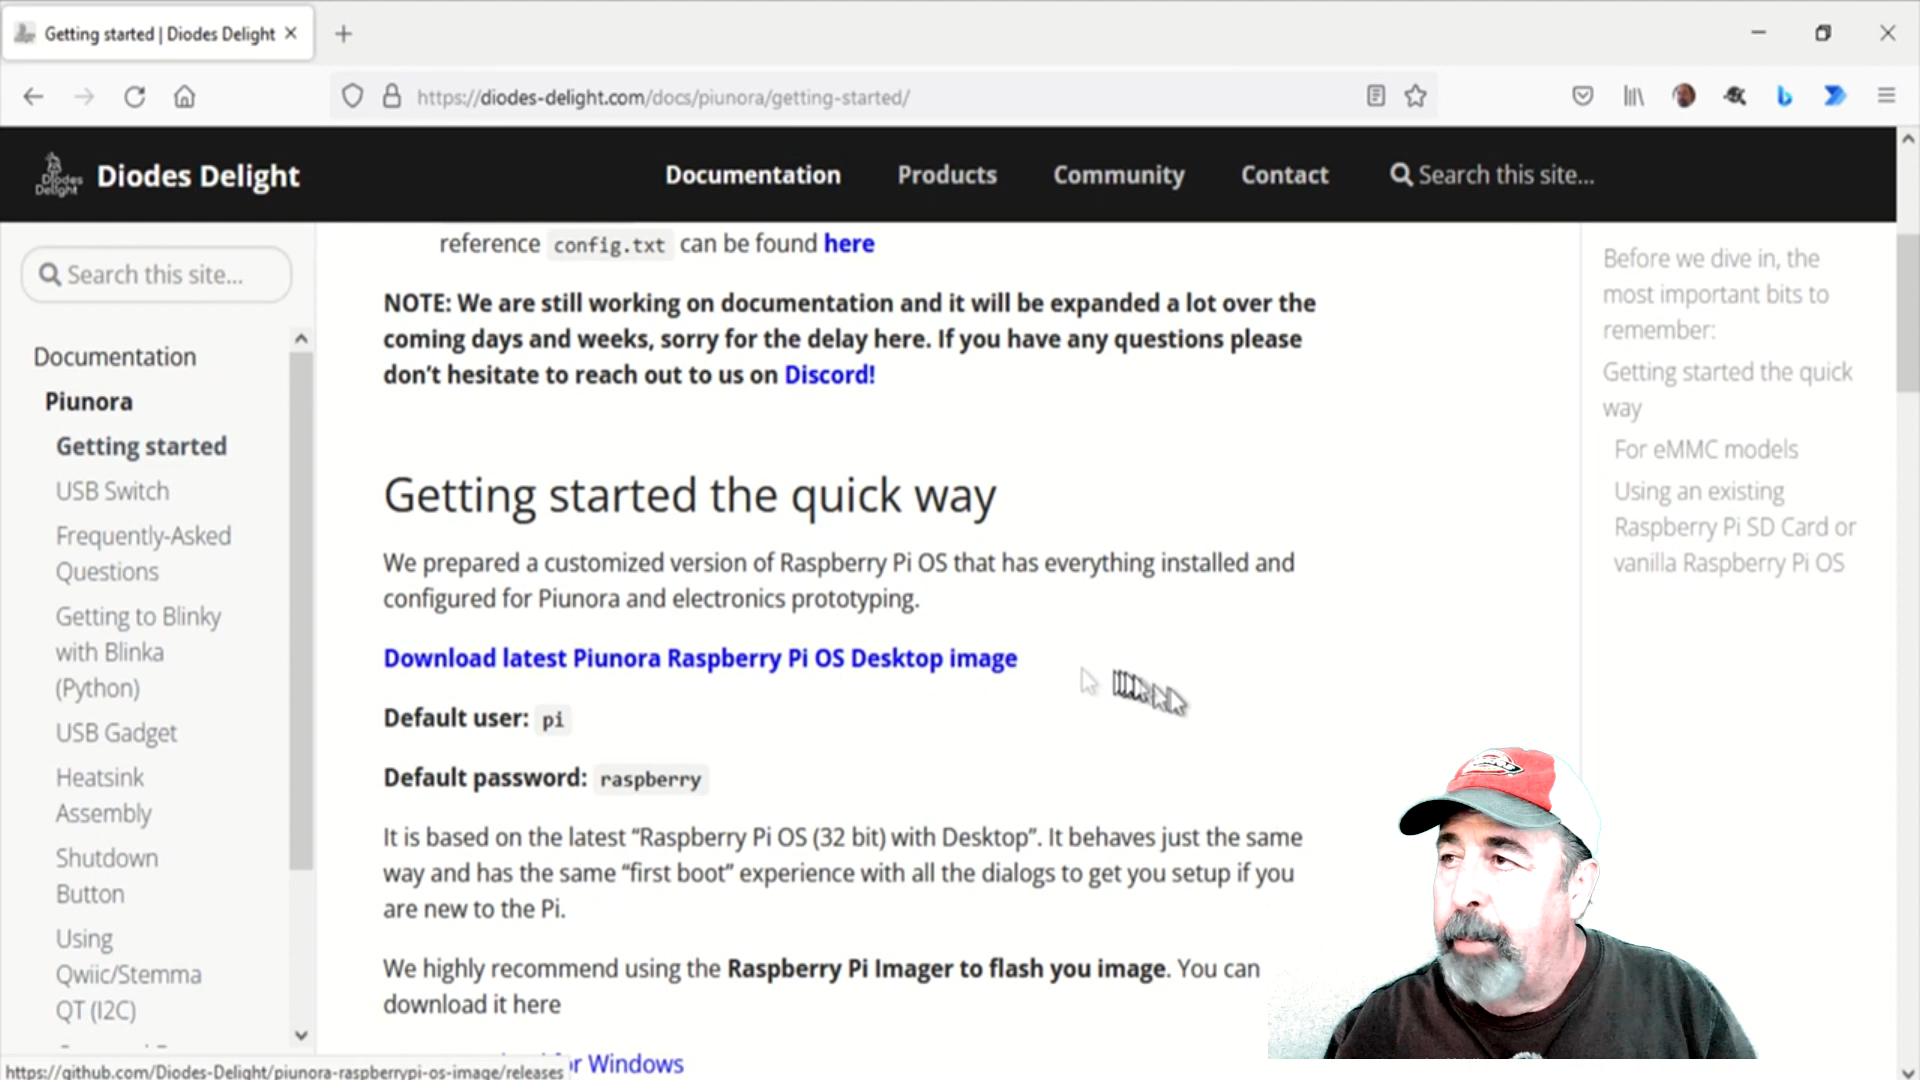 Getting started | Diodes Delight
https://diodes-delight.com/docs/piunora/getting-started/
Diodes Delight
Diodes Delight
Documentation
Products
Community
Contact
Search this site...
Search this site...
Documentation
Piunora
Getting started
USB Switch
Frequently-Asked
Questions
Getting to Blinky
with Blinka
(Python)
USB Gadget
Heatsink
Assembly
Shutdown
Button
Using
Qwiic/Stemma
QT (I2C)
reference config.txt can be found here
NOTE: We are still working on documentation and it will be expanded a lot over the
coming days and weeks, sorry for the delay here. If you have any questions please
don’t hesitate to reach out to us on Discord!
Getting started the quick way
We prepared a customized version of Raspberry Pi OS that has everything installed and
configured for Piunora and electronics prototyping.
Download latest Piunora Raspberry Pi OS Desktop image
Default user: pi
Default password: raspberry
It is based on the latest “Raspberry Pi OS (32 bit) with Desktop”. It behaves just the same
way and has the same “first boot” experience with all the dialogs to get you setup if you
are new to the Pi.
We highly recommend using the Raspberry Pi Imager to flash you image. You can
download it here
for Windows
Before we dive in, the
most important bits to
remember:
Getting started the quick
way
For eMMC models
Using an existing
Raspberry Pi SD Card or
vanilla Raspberry Pi OS
https://github.com/Diodes-Delight/piunora-raspberrypi-os-image/releases